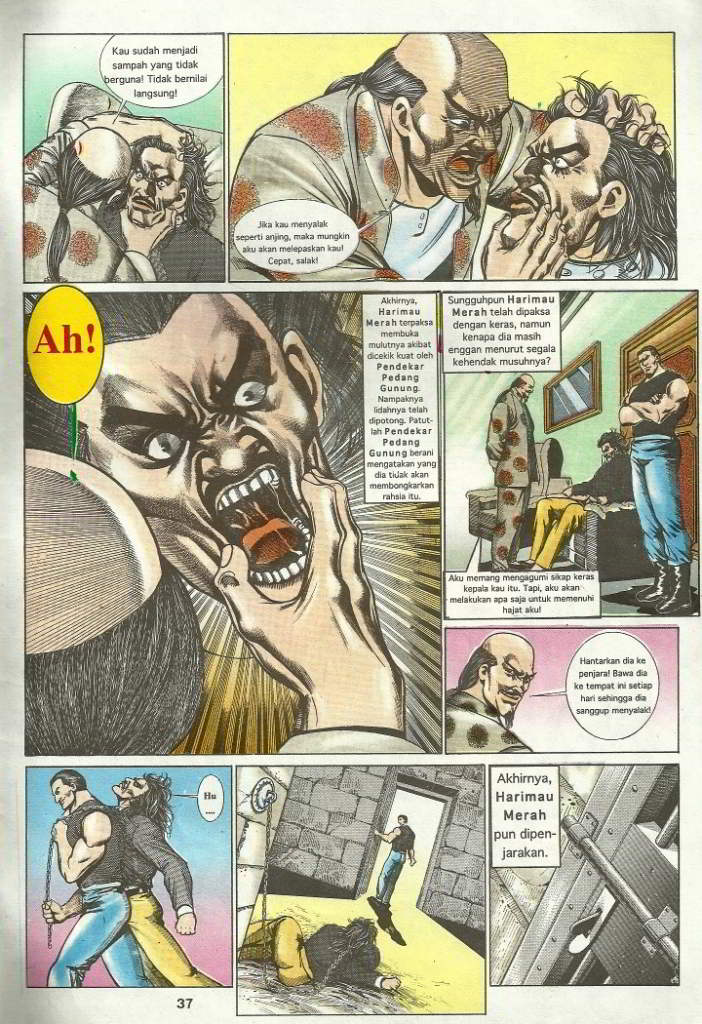 Kau sudah menjadi
sampah yang tidak
berguna! Tidak bernilai
langsung!
Jika kau menyalak
seperti anjing, maka mungkin
aku akan melepaskan kau!
Cepat, salak!
Ah!
Akhirnya,
Harimau
Merah terpaksa
membuka
mulutnya akibat
dicekik kuat oleh
Pendekar
Pedang
Gunung.
Nampaknya
lidahnya telah
dipotong. Patut-
lah Pendekar
Pedang
Gunung berani
mengatakan yang
dia tidak akan
membongkarkan
rahsia itu.
Sungguhpun Harimau
Merah telah dipaksa
dengan keras, namun
kenapa dia masih
enggan menurut segala
kehendak musuhnya?
Aku memang mengagumi sikap keras
kepala kau itu. Tapi, aku akan
melakukan apa saja untuk memenuhi
hajat aku!
Hantarkan dia ke
penjara! Bawa dia
ke tempat ini setiap
hari sehingga dia
sanggup menyalak!
Hu
....
Akhirnya,
Harimau
Merah
pun dipen-
jarakan.
37